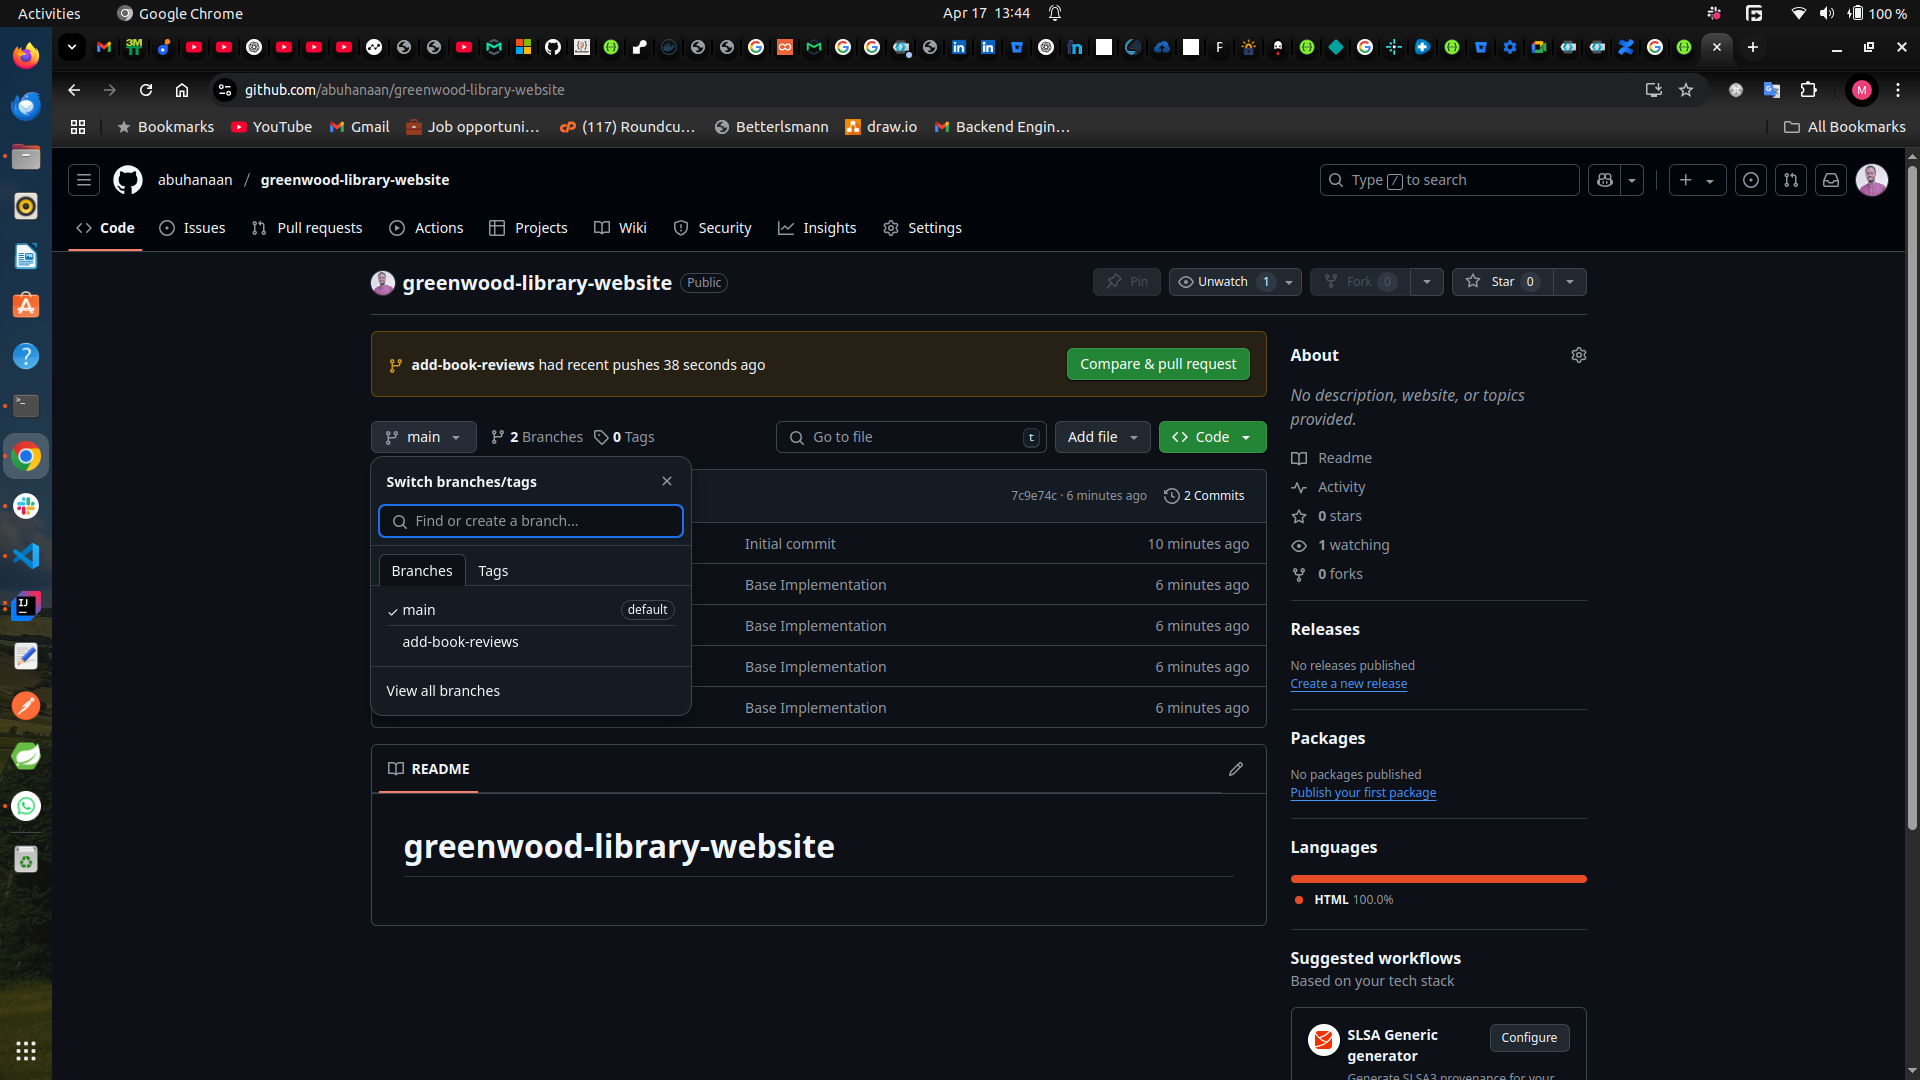 Activities
Google Chrome
Apr 17 13:44
100 %
github.com/abuhanaan/greenwood-library-website
M
Bookmarks
YouTube
Gmail
Job opportuni...
(117) Roundcu...
Betterlsmann
draw.io
Backend Engin...
All Bookmarks
abuhanaan / greenwood-library-website
Type / to search
Code
Issues
Pull requests
Actions
Projects
Wiki
Security
Insights
Settings
greenwood-library-website
Public
Pin
Unwatch 1
Fork 0
Star 0
add-book-reviews had recent pushes 38 seconds ago
Compare & pull request
main
2 Branches
0 Tags
Go to file
t
Add file
Code
Switch branches/tags
Find or create a branch...
Branches
Tags
main
default
add-book-reviews
View all branches
7c9e74c · 6 minutes ago
2 Commits
Initial commit
10 minutes ago
Base Implementation
6 minutes ago
Base Implementation
6 minutes ago
Base Implementation
6 minutes ago
Base Implementation
6 minutes ago
README
greenwood-library-website
About
No description, website, or topics
provided.
Readme
Activity
0 stars
1 watching
0 forks
Releases
No releases published
Create a new release
Packages
No packages published
Publish your first package
Languages
HTML 100.0%
Suggested workflows
Based on your tech stack
SLSA Generic
generator
Configure
Generate SLSA3 provenance for your